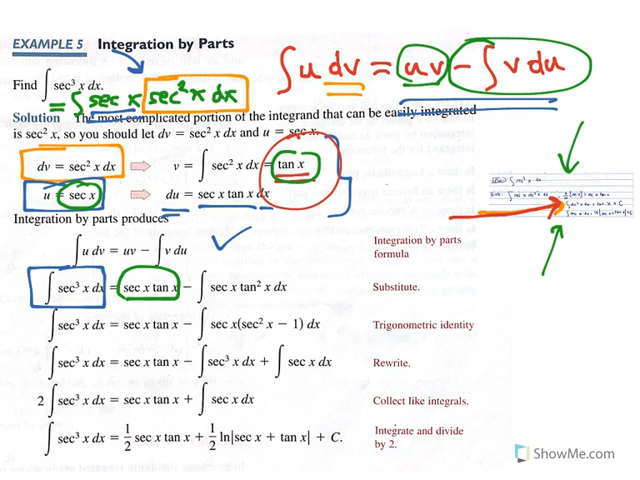 EXAMPLE 5 Integration by Parts
∫ u dv = uv − ∫ v du
Find ∫ sec³ x dx.
= ∫ sec x sec² x dx
Solution The most complicated portion of the integrand that can be easily integrated
is sec² x, so you should let dv = sec² x dx and u = sec x.
dv = sec² x dx ⇨ v = ∫ sec² x dx = tan x
u = sec x ⇨ du = sec x tan x dx
Integration by parts produces
∫ u dv = uv − ∫ v du Integration by parts formula
∫ sec³ x dx = sec x tan x − ∫ sec x tan² x dx Substitute.
∫ sec³ x dx = sec x tan x − ∫ sec x(sec² x − 1) dx Trigonometric identity
∫ sec³ x dx = sec x tan x − ∫ sec³ x dx + ∫ sec x dx Rewrite.
2 ∫ sec³ x dx = sec x tan x + ∫ sec x dx Collect like integrals.
∫ sec³ x dx = 1/2 sec x tan x + 1/2 ln|sec x + tan x| + C. Integrate and divide by 2.
ShowMe.com